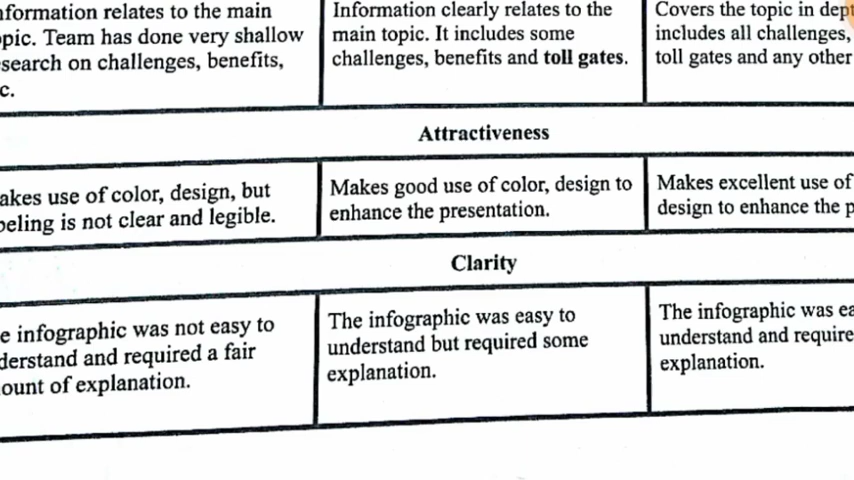 nformation relates to the main
pic. Team has done very shallow
search on challenges, benefits,
c.
Information clearly relates to the
main topic. It includes some
challenges, benefits and toll gates.
Covers the topic in dept
includes all challenges,
toll gates and any other
Attractiveness
akes use of color, design, but
beling is not clear and legible.
Makes good use of color, design to
enhance the presentation.
Makes excellent use of
design to enhance the p
Clarity
e infographic was not easy to
derstand and required a fair
ount of explanation.
The infographic was easy to
understand but required some
explanation.
The infographic was ea
understand and require
explanation.